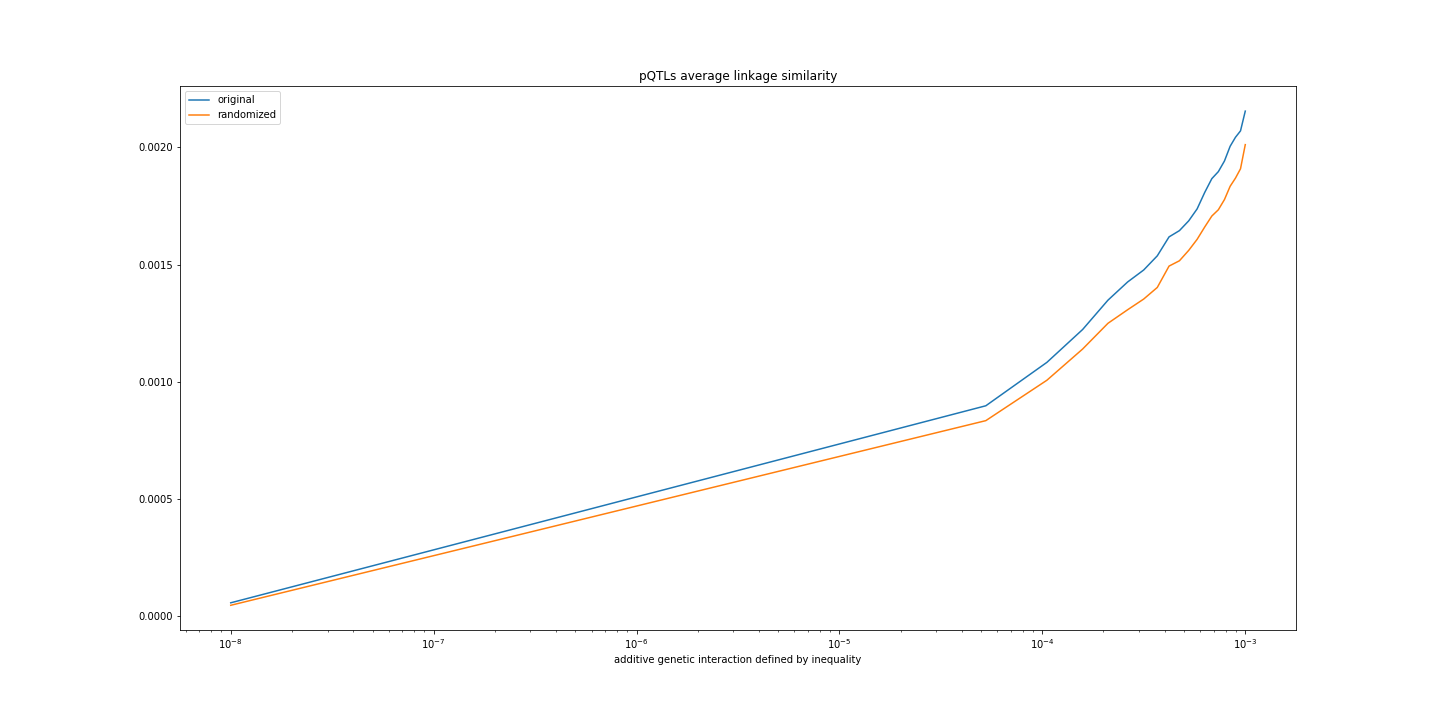 pQTLs average linkage similarity
original
randomized
0.0020
0.0015
0.0010
0.0005
0.0000
10⁻⁸ 10⁻⁷ 10⁻⁶ 10⁻⁵ 10⁻⁴ 10⁻³
additive genetic interaction defined by inequality